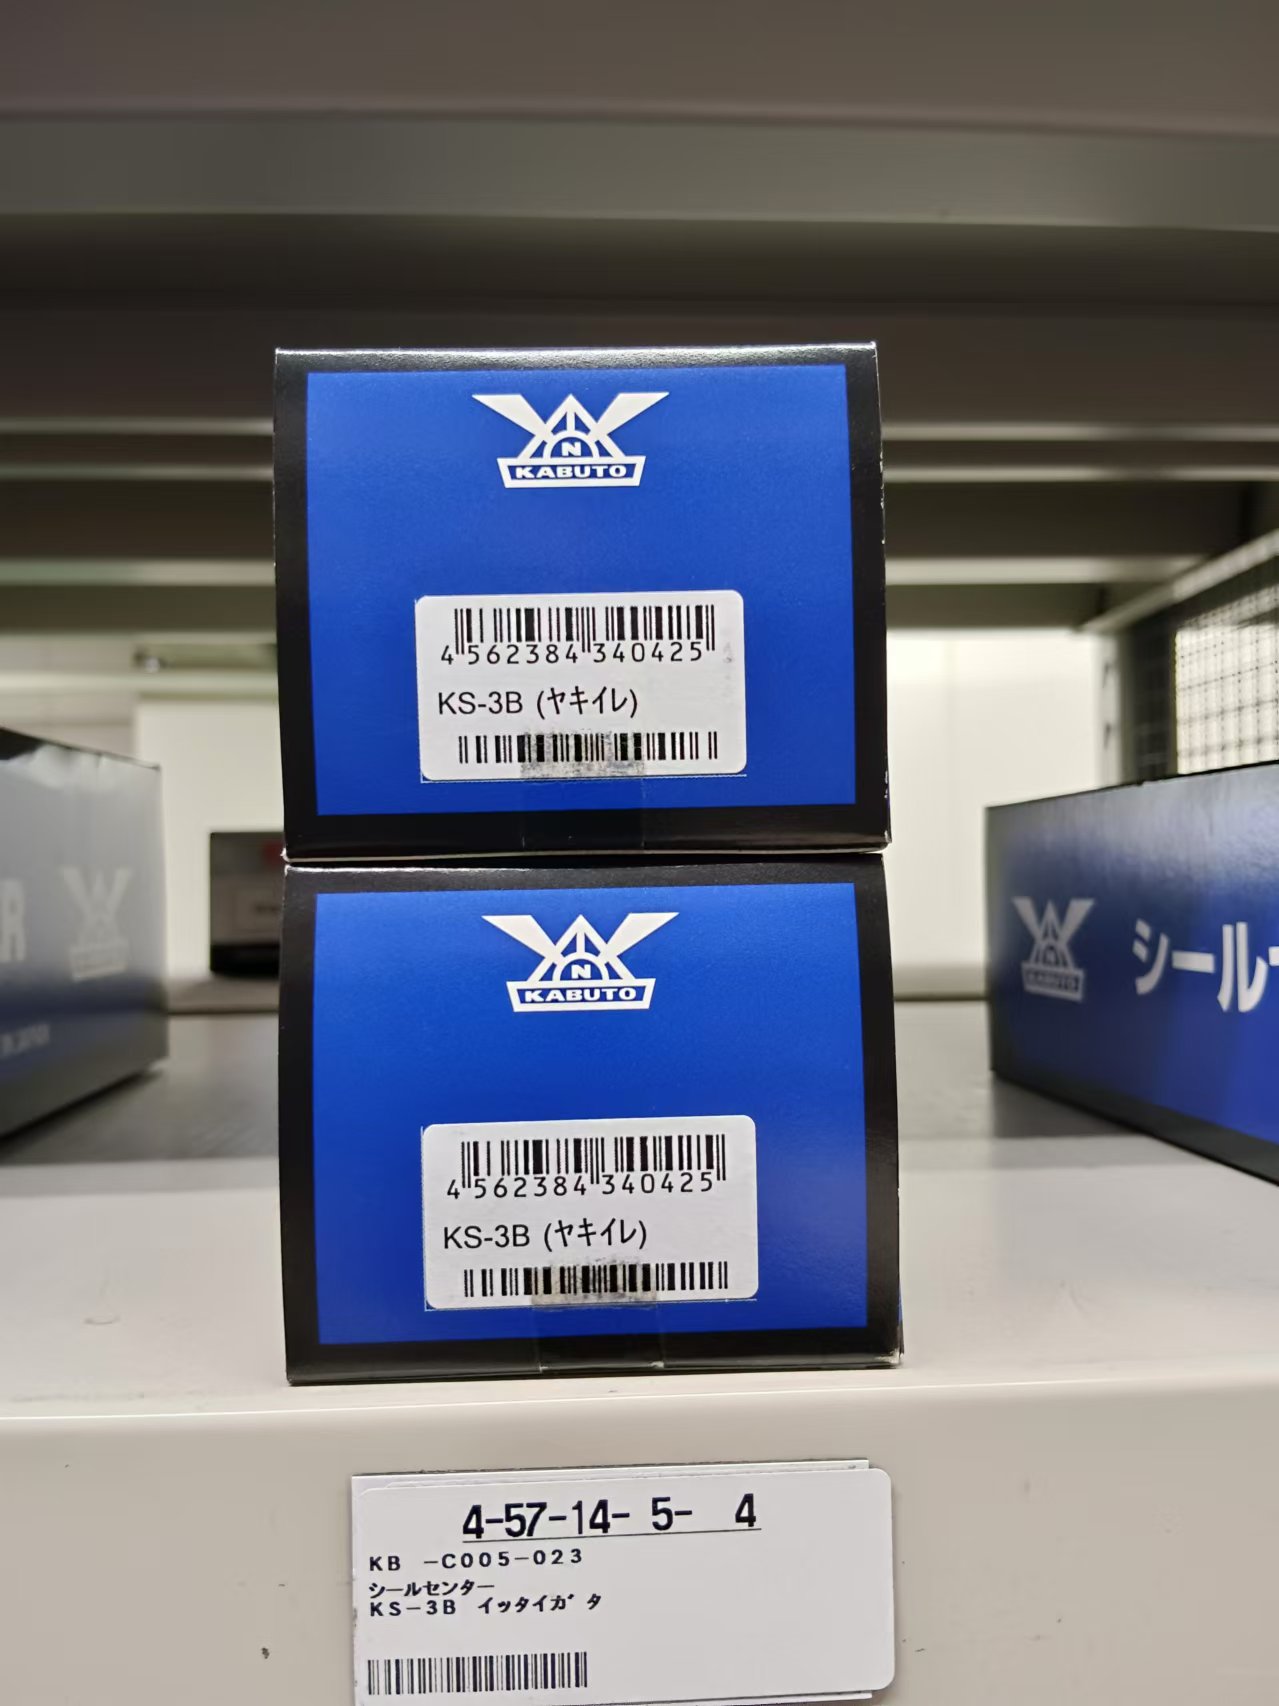 N
KABUTO
4562384340425
KS-3B (ヤキイレ)
N
KABUTO
4562384340425
KS-3B (ヤキイレ)
R
KABUTO
シール
4-57-14- 5- 4
KB -C005-023
シールセンター
KS-3B イッタイガタ